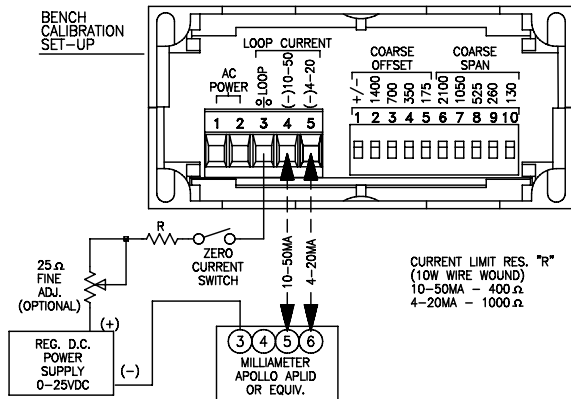 BENCH
CALIBRATION
SET-UP
LOOP CURRENT
AC
POWER
%LOOP
(-)10-50
(-)4-20
1 2 3 4 5
COARSE
OFFSET
COARSE
SPAN
+/-
1400
700
350
175
2100
1050
525
260
130
1 2 3 4 5 6 7 8 9 10
R
ZERO
CURRENT
SWITCH
25Ω
FINE
ADJ.
(OPTIONAL)
(+)
10-50MA
4-20MA
CURRENT LIMIT RES. "R"
(10W WIRE WOUND)
10-50MA - 400Ω
4-20MA - 1000Ω
REG. D.C.
POWER
SUPPLY
0-25VDC
(-)
3 4 5 6
MILLIAMETER
APOLLO APLID
OR EQUIV.